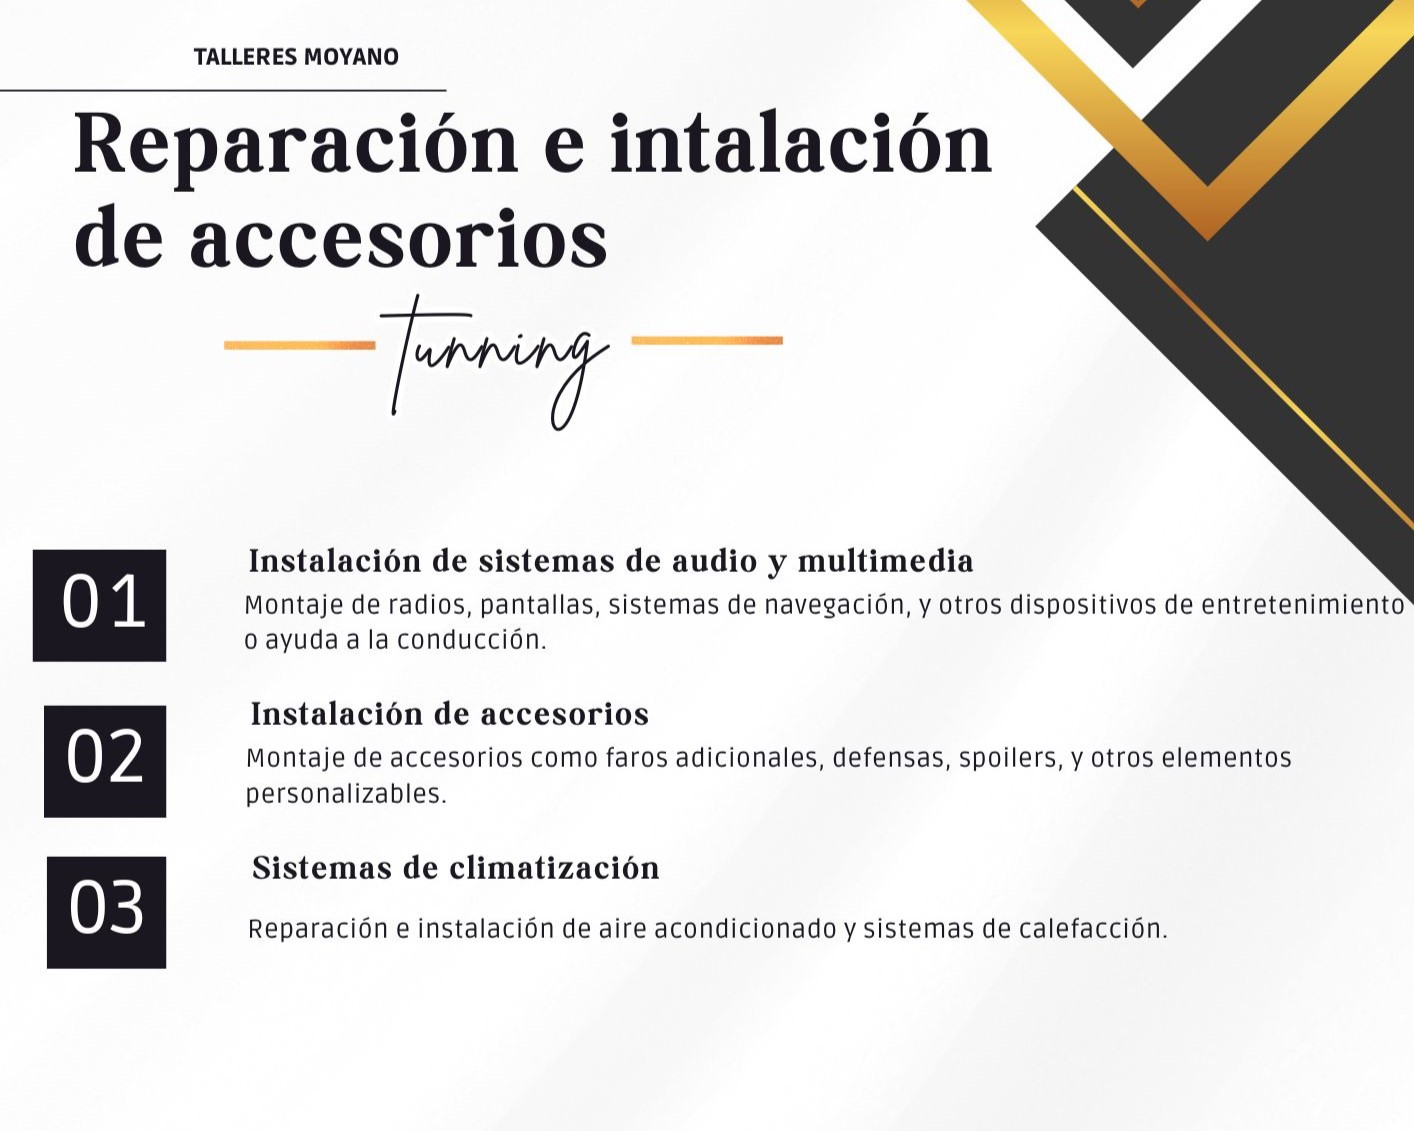 TALLERES MOYANO
Reparación e intalación
de accesorios
Tunning
01
Instalación de sistemas de audio y multimedia
Montaje de radios, pantallas, sistemas de navegación, y otros dispositivos de entretenimiento
o ayuda a la conducción.
02
Instalación de accesorios
Montaje de accesorios como faros adicionales, defensas, spoilers, y otros elementos
personalizables.
03
Sistemas de climatización
Reparación e instalación de aire acondicionado y sistemas de calefacción.